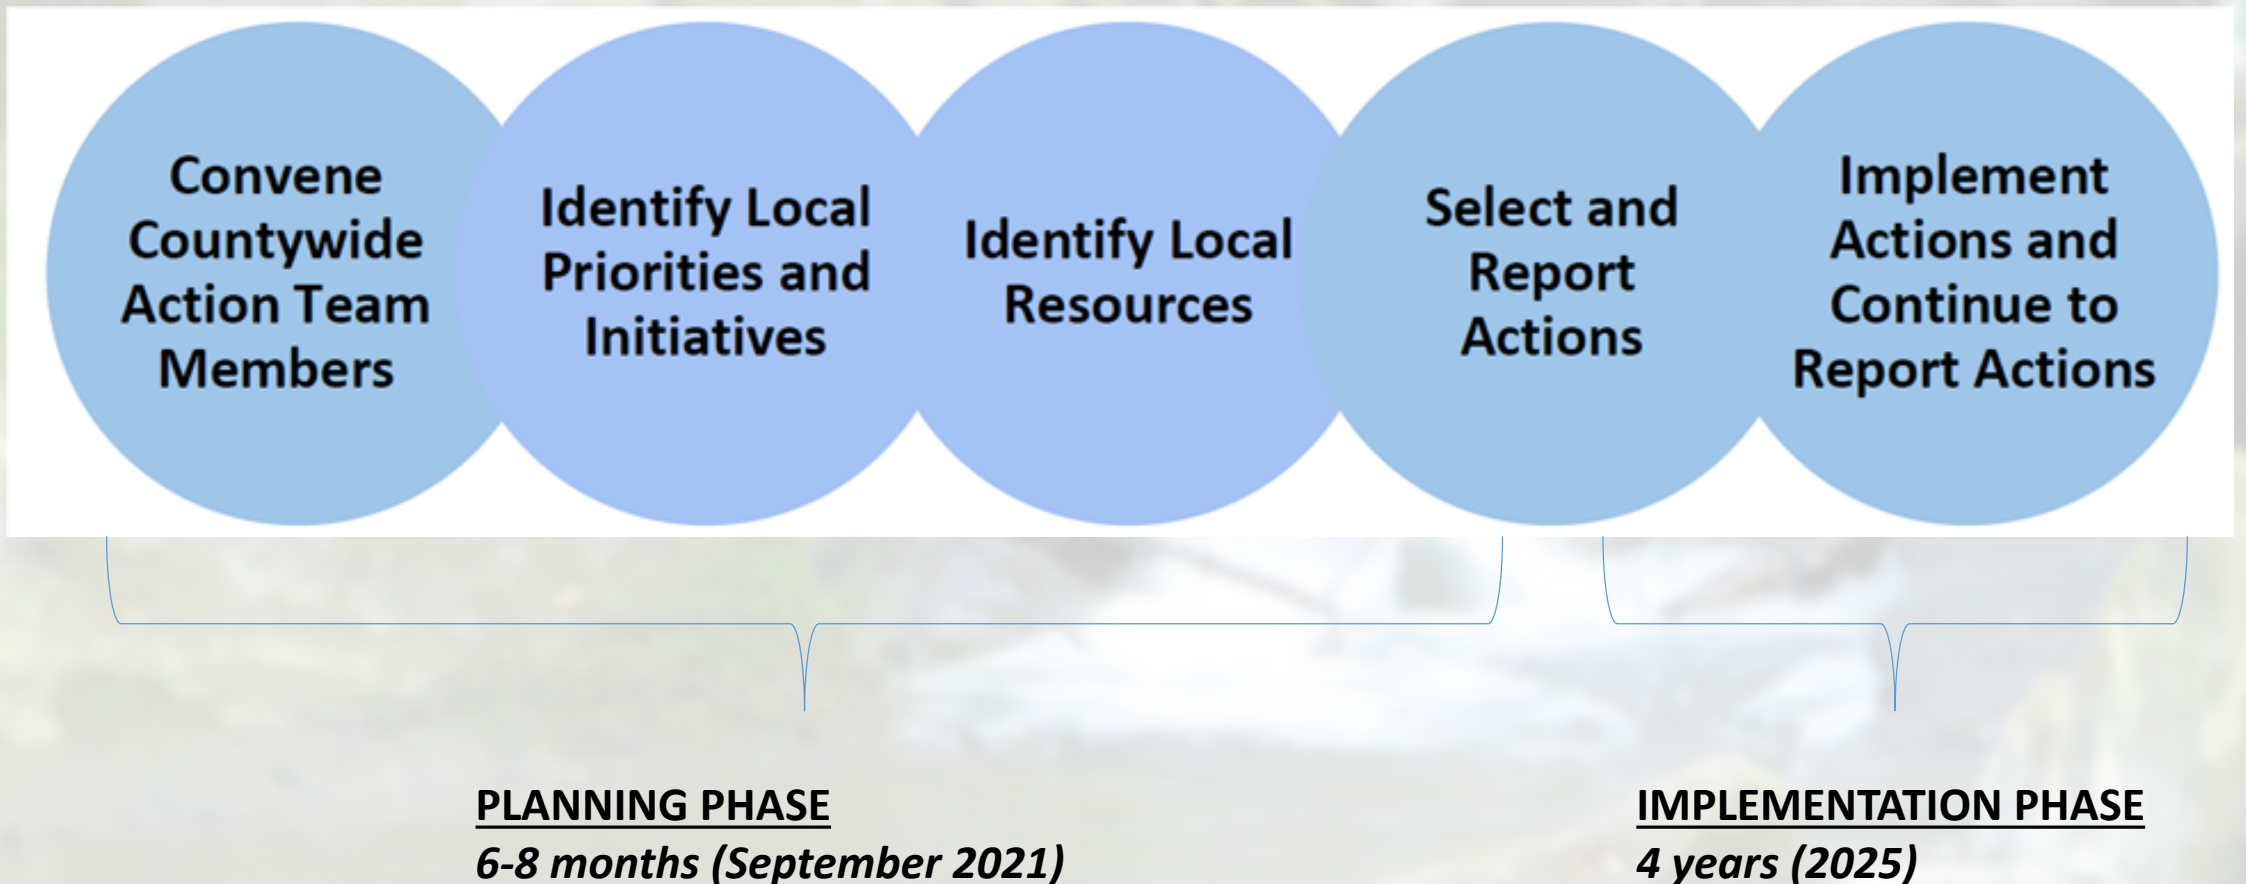 Convene
Countywide
Action Team
Members
Identify Local
Priorities and
Initiatives
Identify Local
Resources
Select and
Report
Actions
Implement
Actions and
Continue to
Report Actions
PLANNING PHASE
6-8 months (September 2021)
IMPLEMENTATION PHASE
4 years (2025)